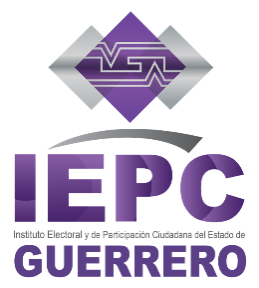 IEPC
Instituto Electoral y de Participación Ciudadana del Estado de
GUERRERO